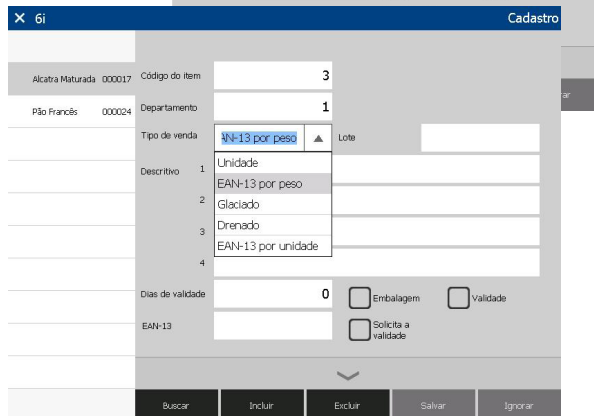 6i Cadastro
Alcatra Maturada 000017
Pão Francês 000024
Código do item 3
Departamento 1
Tipo de venda AN-13 por peso Lote
Unidade
EAN-13 por peso
Glaciado
Drenado
EAN-13 por unidade
Descritivo 1
2
3
4
Dias de validade 0 Embalagem Validade
EAN-13 Solicita a
validade
Buscar Incluir Excluir Salvar Ignorar
ar